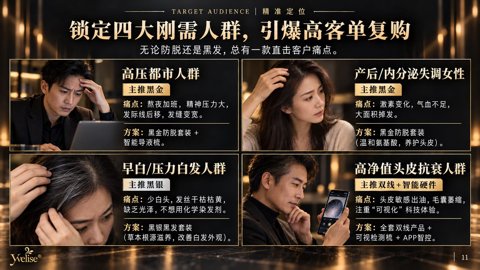 TARGET AUDIENCE | 精准定位
锁定四大刚需人群，引爆高客单复购
无论防脱还是黑发，总有一款直击客户痛点。
高压都市人群
主推黑金
痛点：熬夜加班，精神压力大，
发际线后移，发缝变宽。
方案：黑金防脱套装 +
智能导液梳。
产后/内分泌失调女性
主推黑金
痛点：激素变化，气血不足，
大面积掉发。
方案：黑金防脱套装
（温和氨基酸，养护头皮）。
早白/压力白发人群
主推黑银
痛点：少白头，发丝干枯枯黄，
缺乏光泽，不想用化学染发剂。
方案：黑银黑发套装
（草本根源滋养，改善白发外观）。
高净值头皮抗衰人群
主推双线+智能硬件
痛点：头皮敏感出油，毛囊萎缩，
注重“可视化”科技体验。
方案：全套双线产品 +
可视检测梳 + APP智控。
Yvelise
11